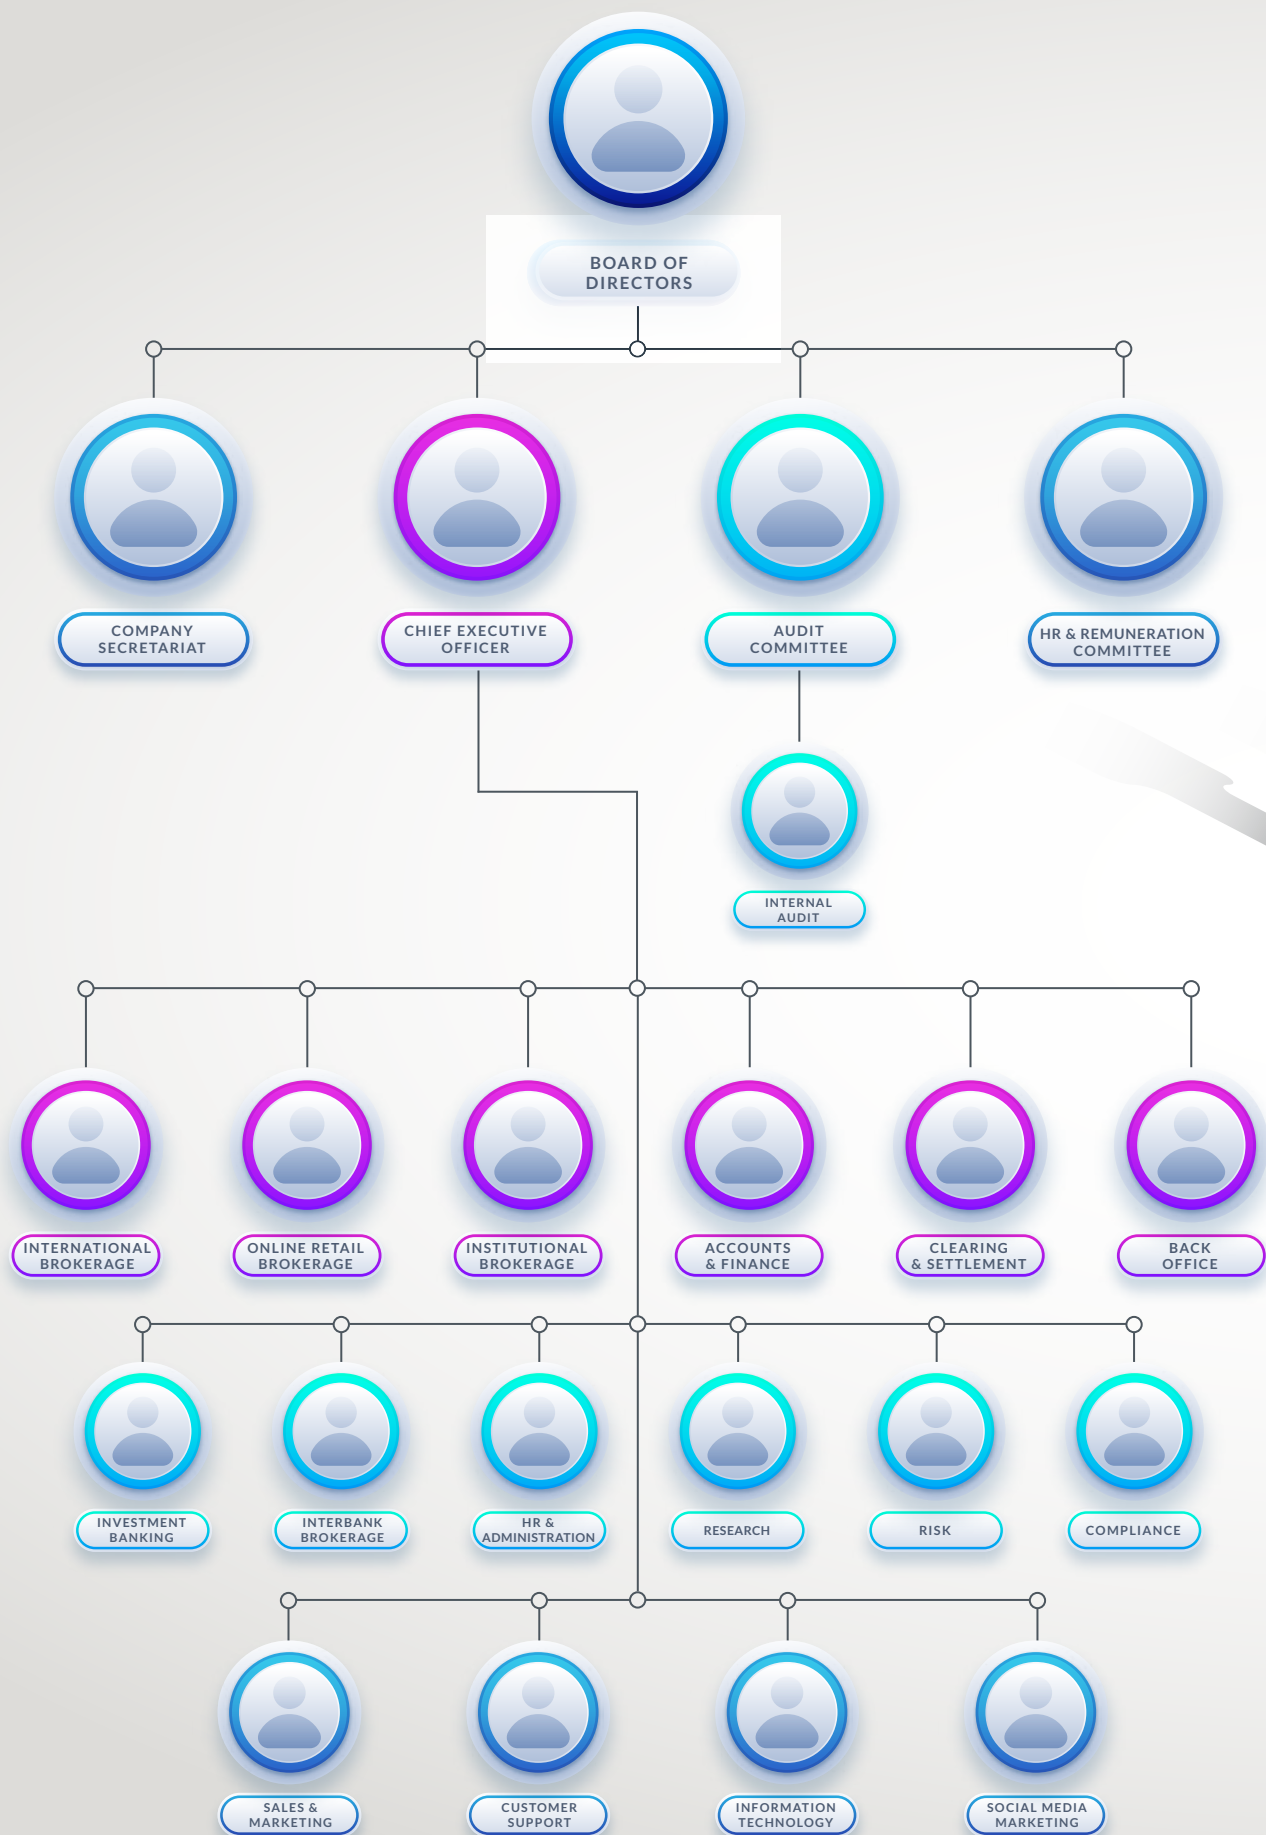 BOARD OF
DIRECTORS
COMPANY
SECRETARIAT
CHIEF EXECUTIVE
OFFICER
AUDIT
COMMITTEE
HR & REMUNERATION
COMMITTEE
INTERNAL
AUDIT
INTERNATIONAL
BROKERAGE
ONLINE RETAIL
BROKERAGE
INSTITUTIONAL
BROKERAGE
ACCOUNTS
& FINANCE
CLEARING
& SETTLEMENT
BACK
OFFICE
INVESTMENT
BANKING
INTERBANK
BROKERAGE
HR &
ADMINISTRATION
RESEARCH
RISK
COMPLIANCE
SALES &
MARKETING
CUSTOMER
SUPPORT
INFORMATION
TECHNOLOGY
SOCIAL MEDIA
MARKETING